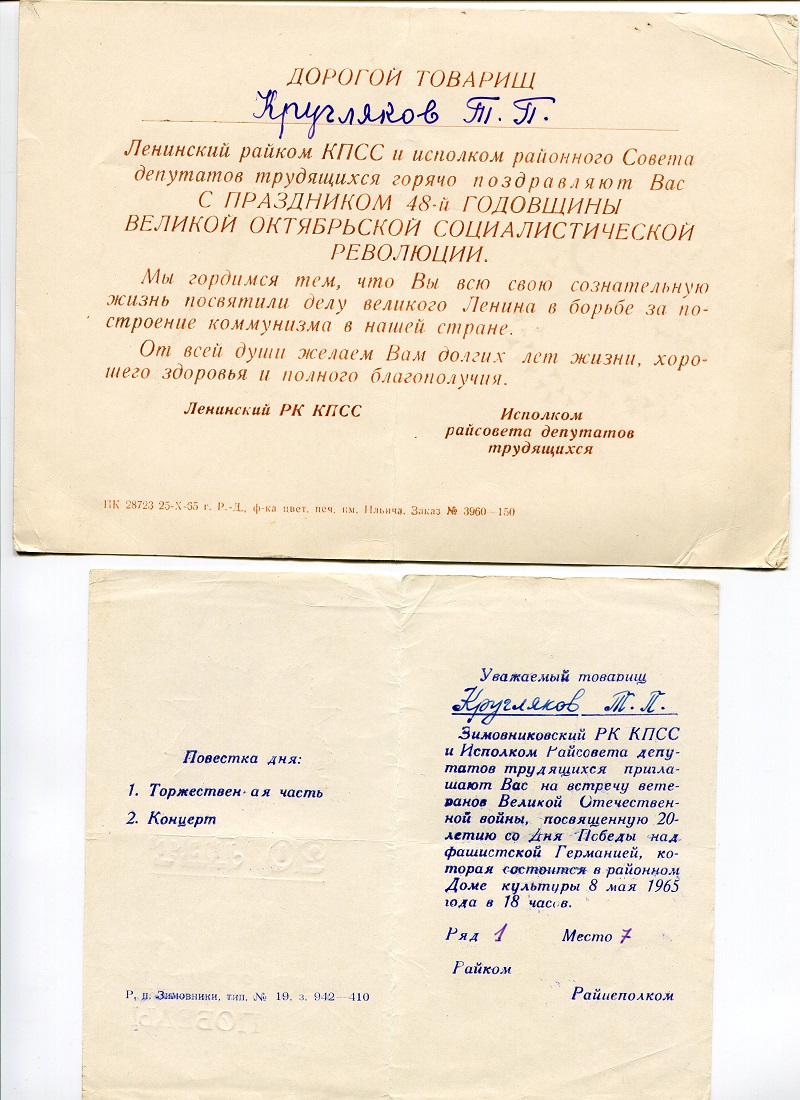 ДОРОГОЙ ТОВАРИЩ
Кругляков Т. П.
Ленинский райком КПСС и исполком районного Совета
депутатов трудящихся горячо поздравляют Вас
С ПРАЗДНИКОМ 48-й ГОДОВЩИНЫ
ВЕЛИКОЙ ОКТЯБРЬСКОЙ СОЦИАЛИСТИЧЕСКОЙ
РЕВОЛЮЦИИ.
Мы гордимся тем, что Вы всю свою сознательную
жизнь посвятили делу великого Ленина в борьбе за по-
строение коммунизма в нашей стране.
От всей души желаем Вам долгих лет жизни, хоро-
шего здоровья и полного благополучия.
Ленинский РК КПСС
Исполком
райсовета депутатов
трудящихся
ПК 28723 25-X-65 г. Р.-Д., ф-ка цвет. печ. им. Ильича. Заказ № 3960—150
Повестка дня:
1. Торжествен ая часть
2. Концерт
20 ЛЕТ
Р. п. Зимовники, тип. № 19. з. 942—410
ПОБЕДЫ
Уважаемый товарищ
Кругляков Т. П.
Зимовниковский РК КПСС
и Исполком Райсовета депу-
татов трудящихся пригла-
шают Вас на встречу вете-
ранов Великой Отечествен-
ной войны, посвященную 20-
летию со Дня Победы над
фашистской Германией, ко-
торая состоится в районном
Доме культуры 8 мая 1965
года в 18 часов.
Ряд 1 Место 7
Райком
Райисполком